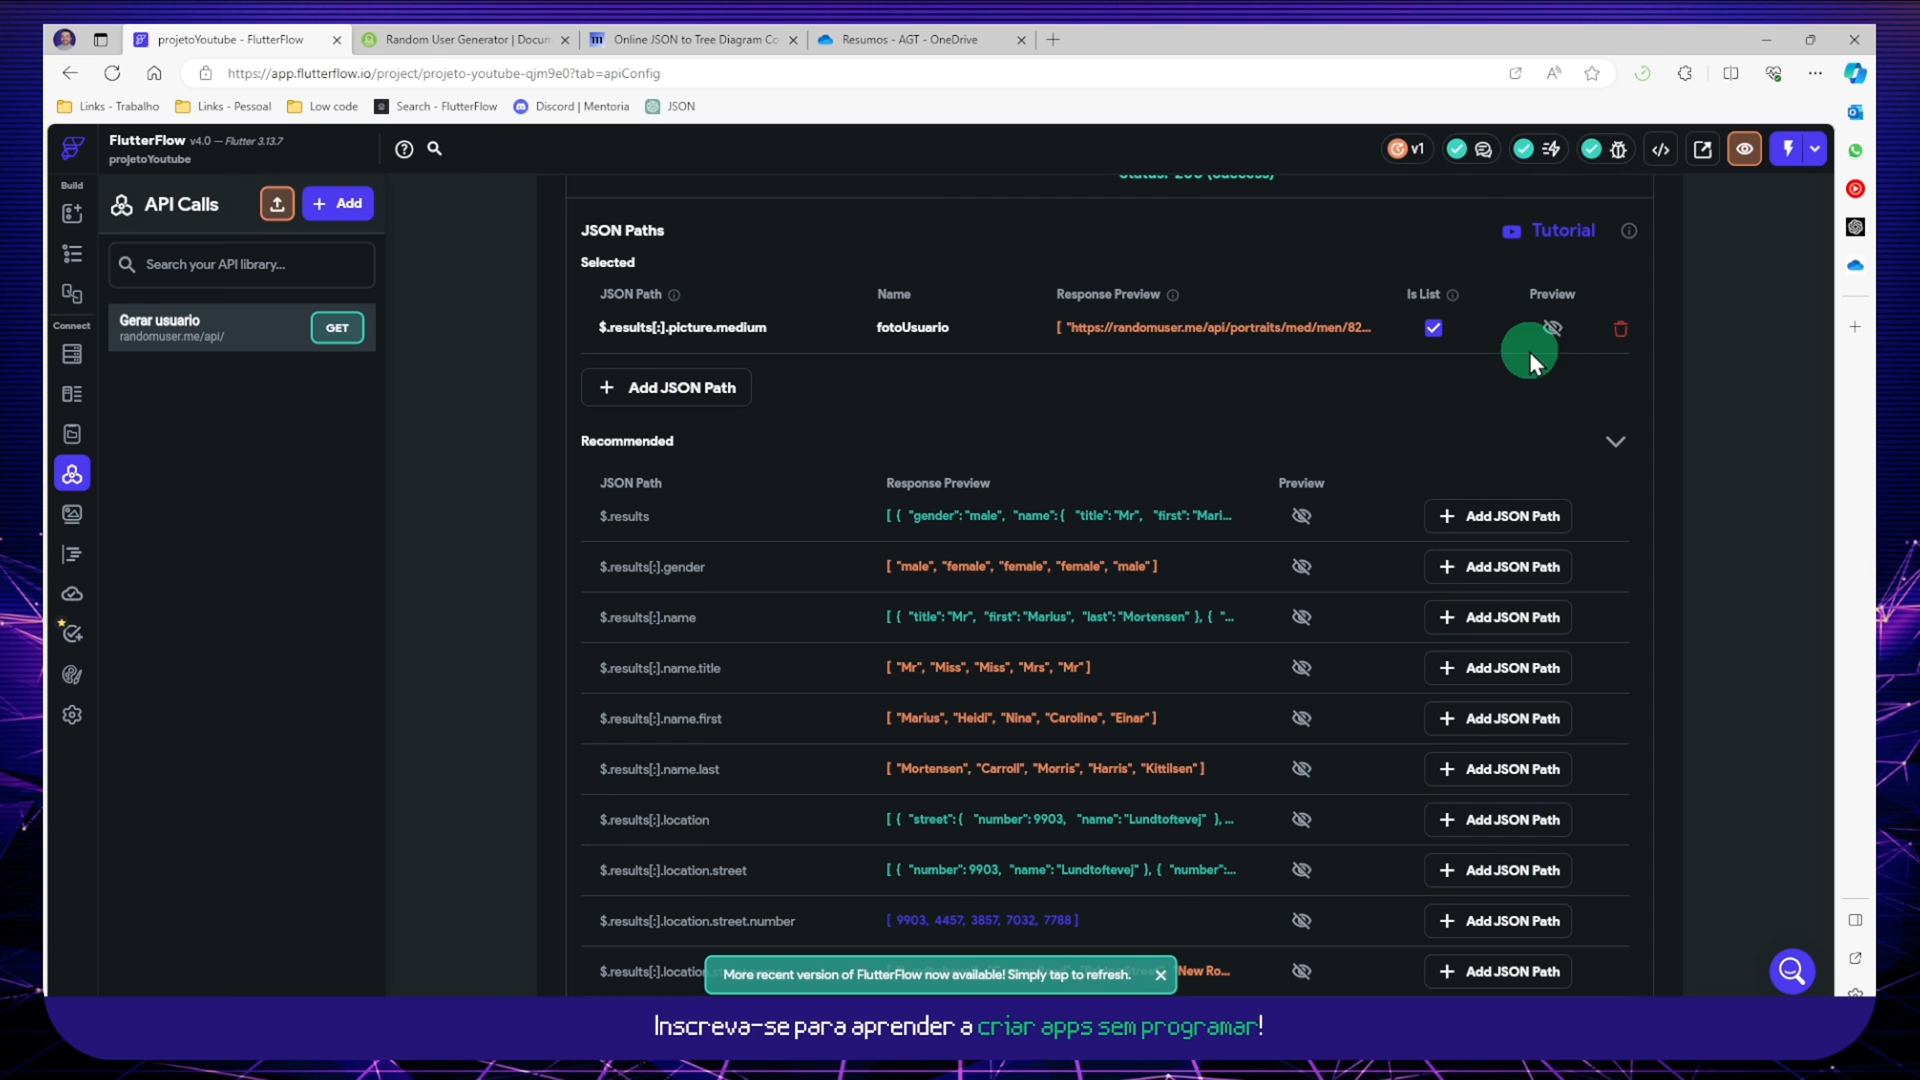 projetoYoutube - FlutterFlow
Random User Generator | Docum
Online JSON to Tree Diagram Co
Resumos - AGT - OneDrive
https://app.flutterflow.io/project/projeto-youtube-qjm9e0?tab=apiConfig
Links - Trabalho
Links - Pessoal
Low code
Search - FlutterFlow
Discord | Mentoria
JSON
FlutterFlow v4.0 — Flutter 3.13.7
projetoYoutube
v1
Build
API Calls
Add
Search your API library...
Gerar usuario
randomuser.me/api/
GET
Connect
JSON Paths
Tutorial
Selected
JSON Path
Name
Response Preview
Is List
Preview
$.results[:].picture.medium
fotoUsuario
[ "https://randomuser.me/api/portraits/med/men/82...
Add JSON Path
Recommended
JSON Path
Response Preview
Preview
$.results
[ { "gender": "male", "name": { "title": "Mr", "first": "Mari...
Add JSON Path
$.results[:].gender
[ "male", "female", "female", "female", "male" ]
Add JSON Path
$.results[:].name
[ { "title": "Mr", "first": "Marius", "last": "Mortensen" }, { "...
Add JSON Path
$.results[:].name.title
[ "Mr", "Miss", "Miss", "Mrs", "Mr" ]
Add JSON Path
$.results[:].name.first
[ "Marius", "Heidi", "Nina", "Caroline", "Einar" ]
Add JSON Path
$.results[:].name.last
[ "Mortensen", "Carroll", "Morris", "Harris", "Kittilsen" ]
Add JSON Path
$.results[:].location
[ { "street": { "number": 9903, "name": "Lundtoftevej" }, ...
Add JSON Path
$.results[:].location.street
[ { "number": 9903, "name": "Lundtoftevej" }, { "number":...
Add JSON Path
$.results[:].location.street.number
[ 9903, 4457, 3857, 7032, 7788 ]
Add JSON Path
$.results[:].location
New Ro...
Add JSON Path
More recent version of FlutterFlow now available! Simply tap to refresh.
Inscreva-se para aprender a criar apps sem programar!